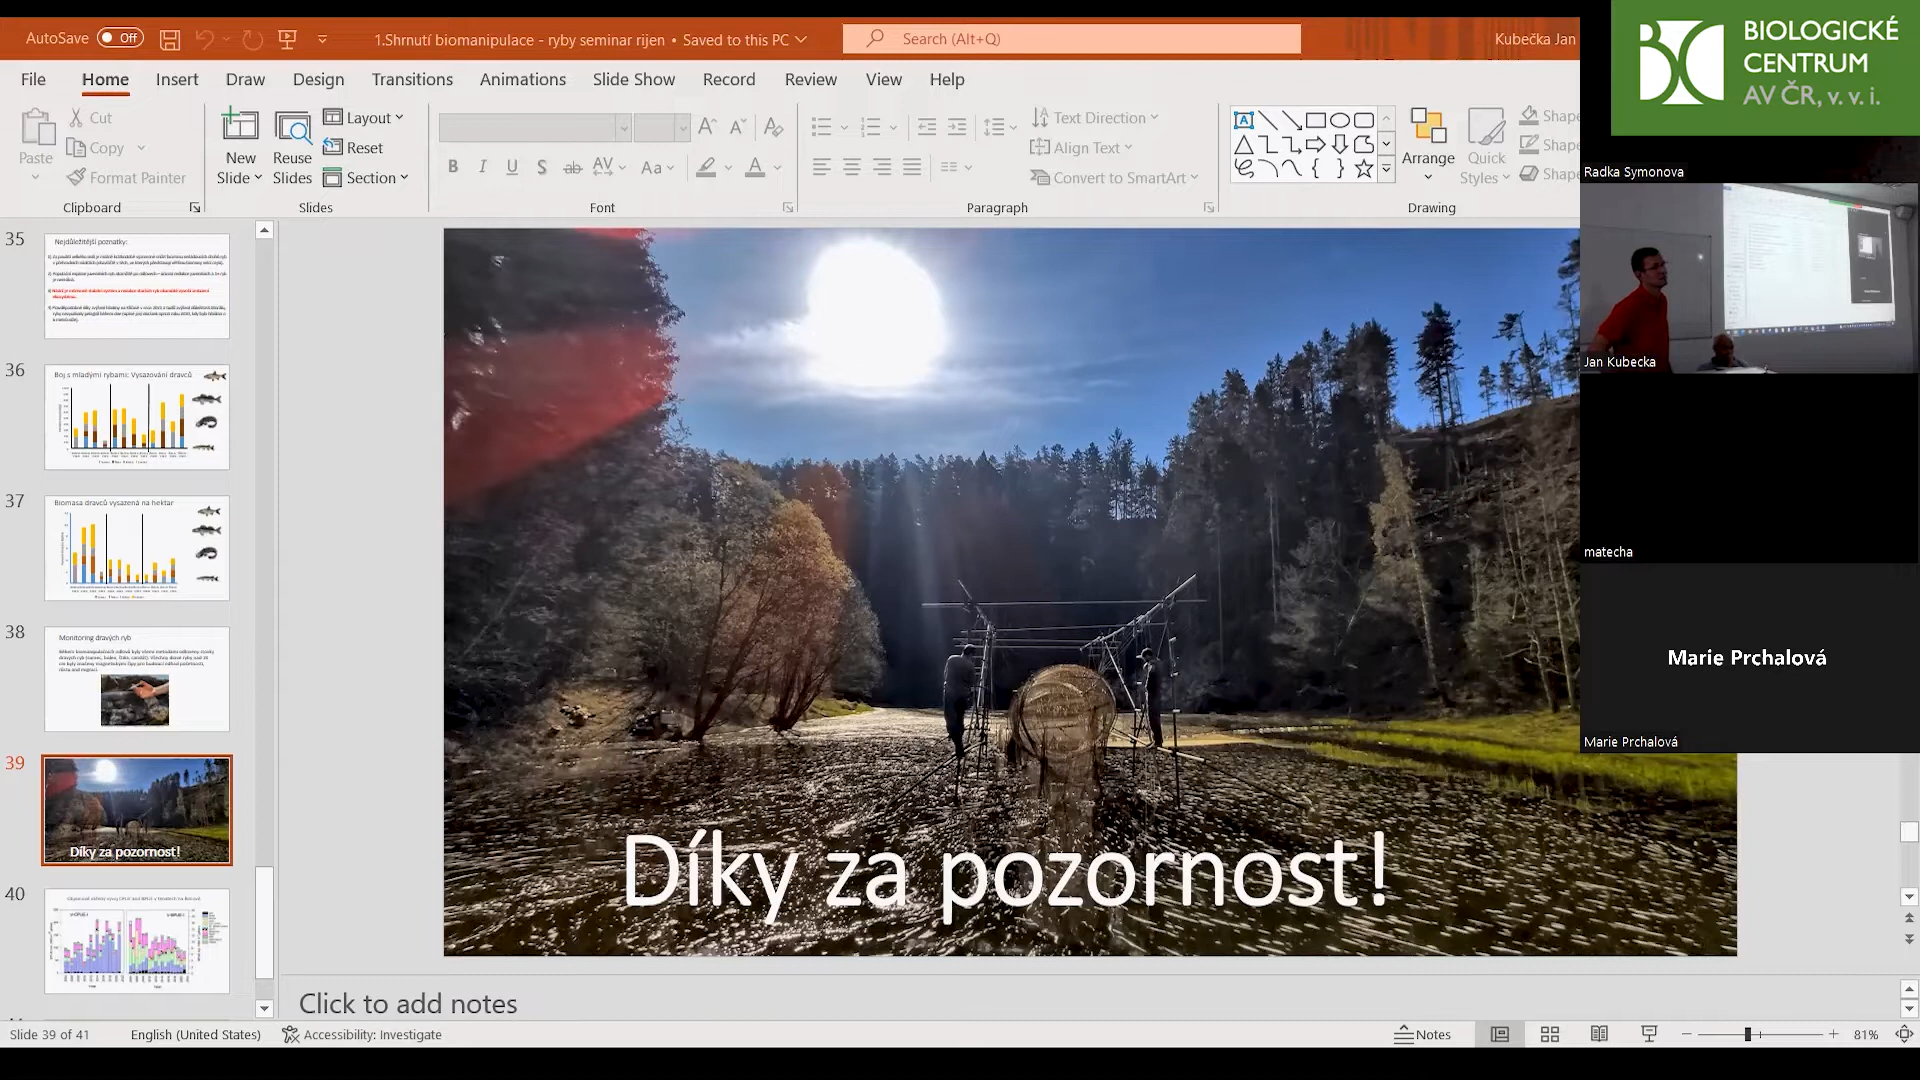 AutoSave Off
1.Shrnutí biomanipulace - ryby seminar rijen • Saved to this PC
Search (Alt+Q)
Kubečka Jan
BIOLOGICKÉ
CENTRUM
AV ČR, v. v. i.
File Home Insert Draw Design Transitions Animations Slide Show Record Review View Help
Paste
Cut
Copy
Format Painter
Clipboard
New
Slide
Reuse
Slides
Layout
Reset
Section
Slides
Font
Text Direction
Align Text
Convert to SmartArt
Paragraph
Arrange
Quick
Styles
Shape
Shape
Shape
Drawing
Radka Symonova
Jan Kubecka
matecha
Marie Prchalová
Marie Prchalová
35
Nejdůležitější poznatky:
36
Boj s mladými rybami: Vysazování dravců
37
Biomasa dravců vysazená na hektar
38
Monitoring dravých ryb
39
Díky za pozornost!
40
Díky za pozornost!
Click to add notes
Slide 39 of 41
English (United States)
Accessibility: Investigate
Notes
81%